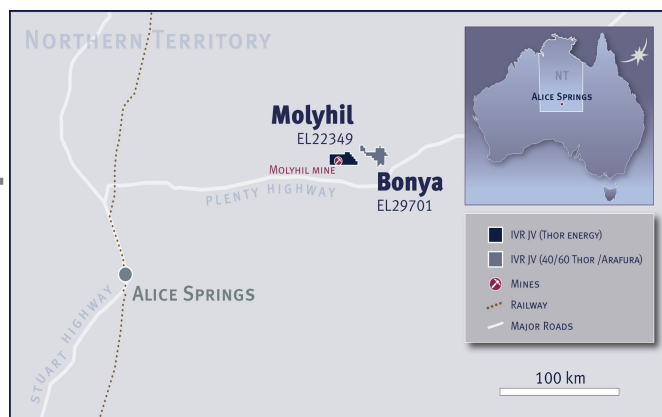 NORTHERN TERRITORY
NT
ALICE SPRINGS
Molyhil
EL22349
MOLYHIL MINE
Bonya
EL29701
PLENTY HIGHWAY
ALICE SPRINGS
STUART HIGHWAY
IVR JV (THOR ENERGY)
IVR JV (40/60 THOR /ARAFURA)
MINES
RAILWAY
MAJOR ROADS
100 km